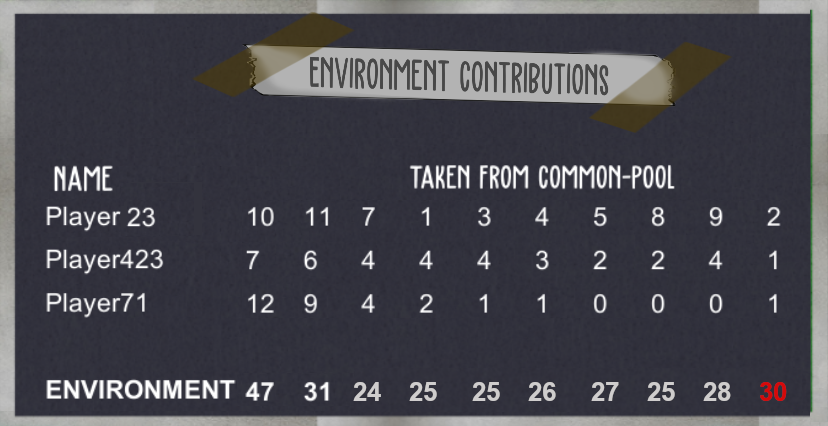 ENVIRONMENT CONTRIBUTIONS
NAME TAKEN FROM COMMON-POOL
Player 23 10 11 7 1 3 4 5 8 9 2
Player423 7 6 4 4 4 3 2 2 4 1
Player71 12 9 4 2 1 1 0 0 0 1
ENVIRONMENT 47 31 24 25 25 26 27 25 28 30